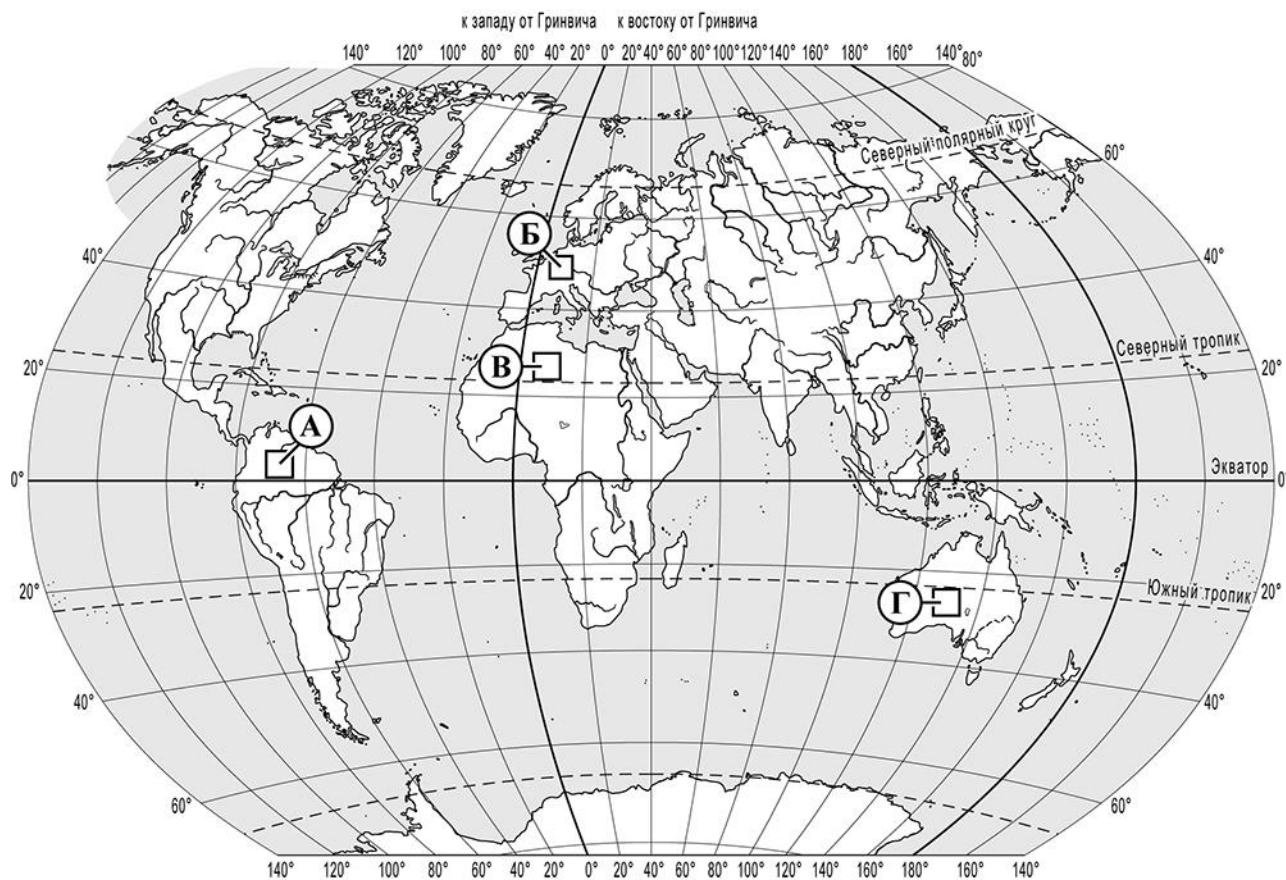 к западу от Гринвича к востоку от Гринвича
140° 120° 100° 80° 60° 40° 20° 0° 20° 40° 60° 80° 100° 120° 140° 160° 180° 160° 140° 80°
Северный полярный круг
60°
Б
40° 40°
Северный тропик
В
20° 20°
А
Экватор
0° 0°
Южный тропик
Г
20° 20°
40° 40°
60° 60°
140° 120° 100° 80° 60° 40° 20° 0° 20° 40° 60° 80° 100° 120° 140° 160° 180° 160° 140°